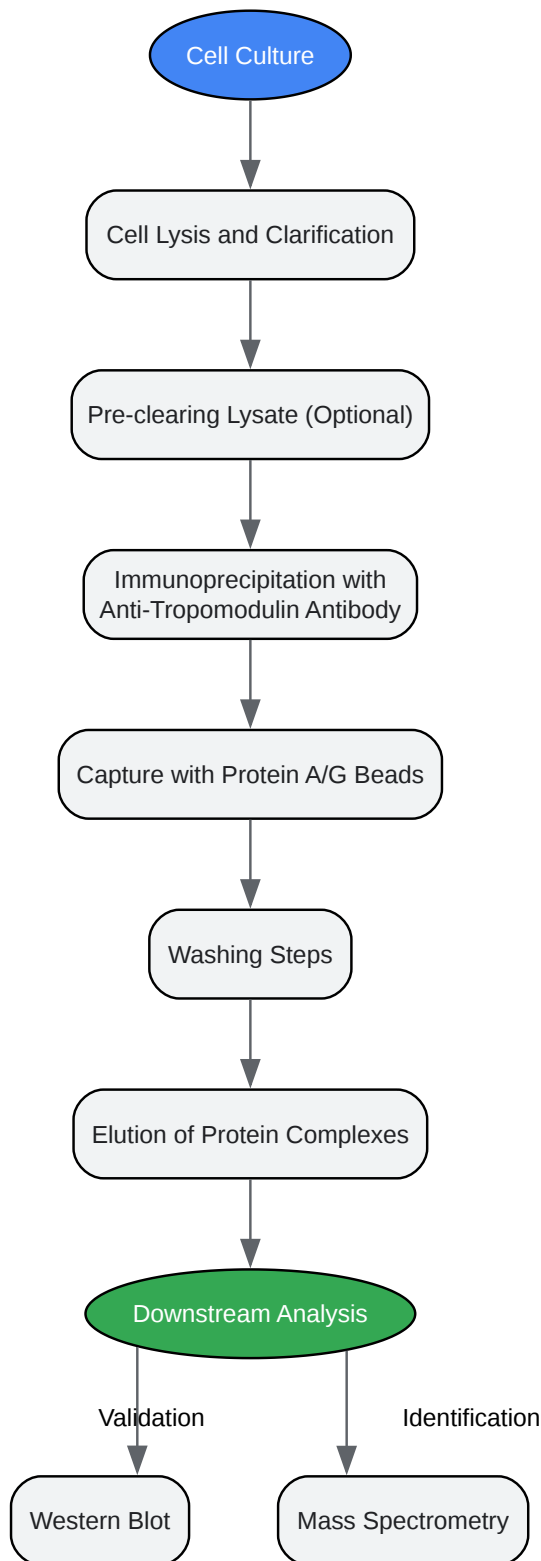 Cell Culture
Cell Lysis and Clarification
Pre-clearing Lysate (Optional)
Immunoprecipitation with
Anti-Tropomodulin Antibody
Capture with Protein A/G Beads
Washing Steps
Elution of Protein Complexes
Downstream Analysis
Validation
Identification
Western Blot
Mass Spectrometry